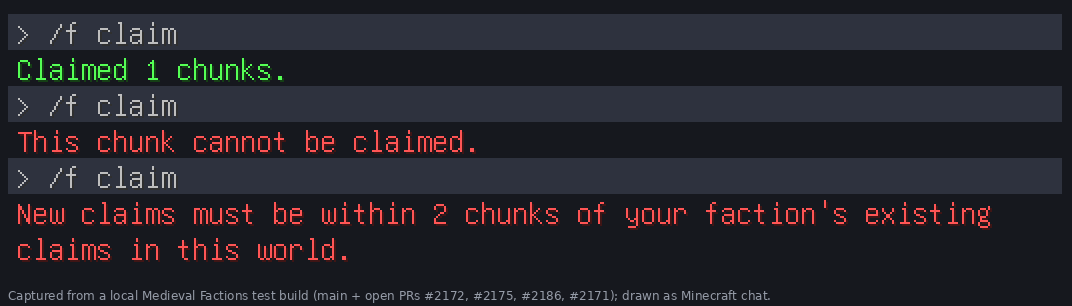 > /f claim
Claimed 1 chunks.
> /f claim
This chunk cannot be claimed.
> /f claim
New claims must be within 2 chunks of your faction's existing
claims in this world.
Captured from a local Medieval Factions test build (main + open PRs #2172, #2175, #2186, #2171); drawn as Minecraft chat.